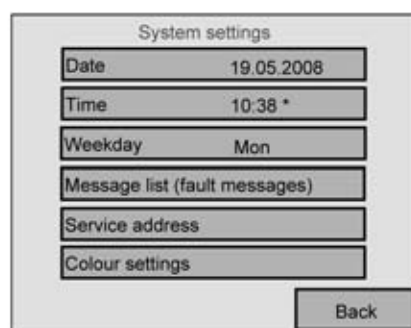 System settings
Date 19.05.2008
Time 10:38 *
Weekday Mon
Message list (fault messages)
Service address
Colour settings
Back